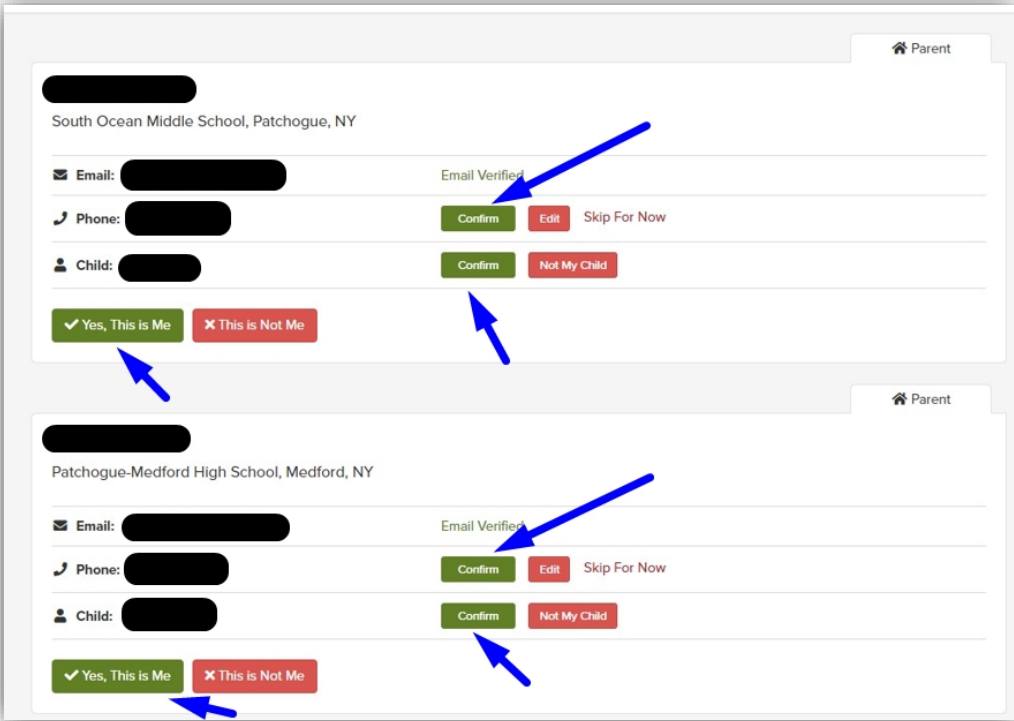 Parent
South Ocean Middle School, Patchogue, NY
Email: Email Verified
Phone: Confirm Edit Skip For Now
Child: Confirm Not My Child
Yes, This is Me This is Not Me
Parent
Patchogue-Medford High School, Medford, NY
Email: Email Verified
Phone: Confirm Edit Skip For Now
Child: Confirm Not My Child
Yes, This is Me This is Not Me